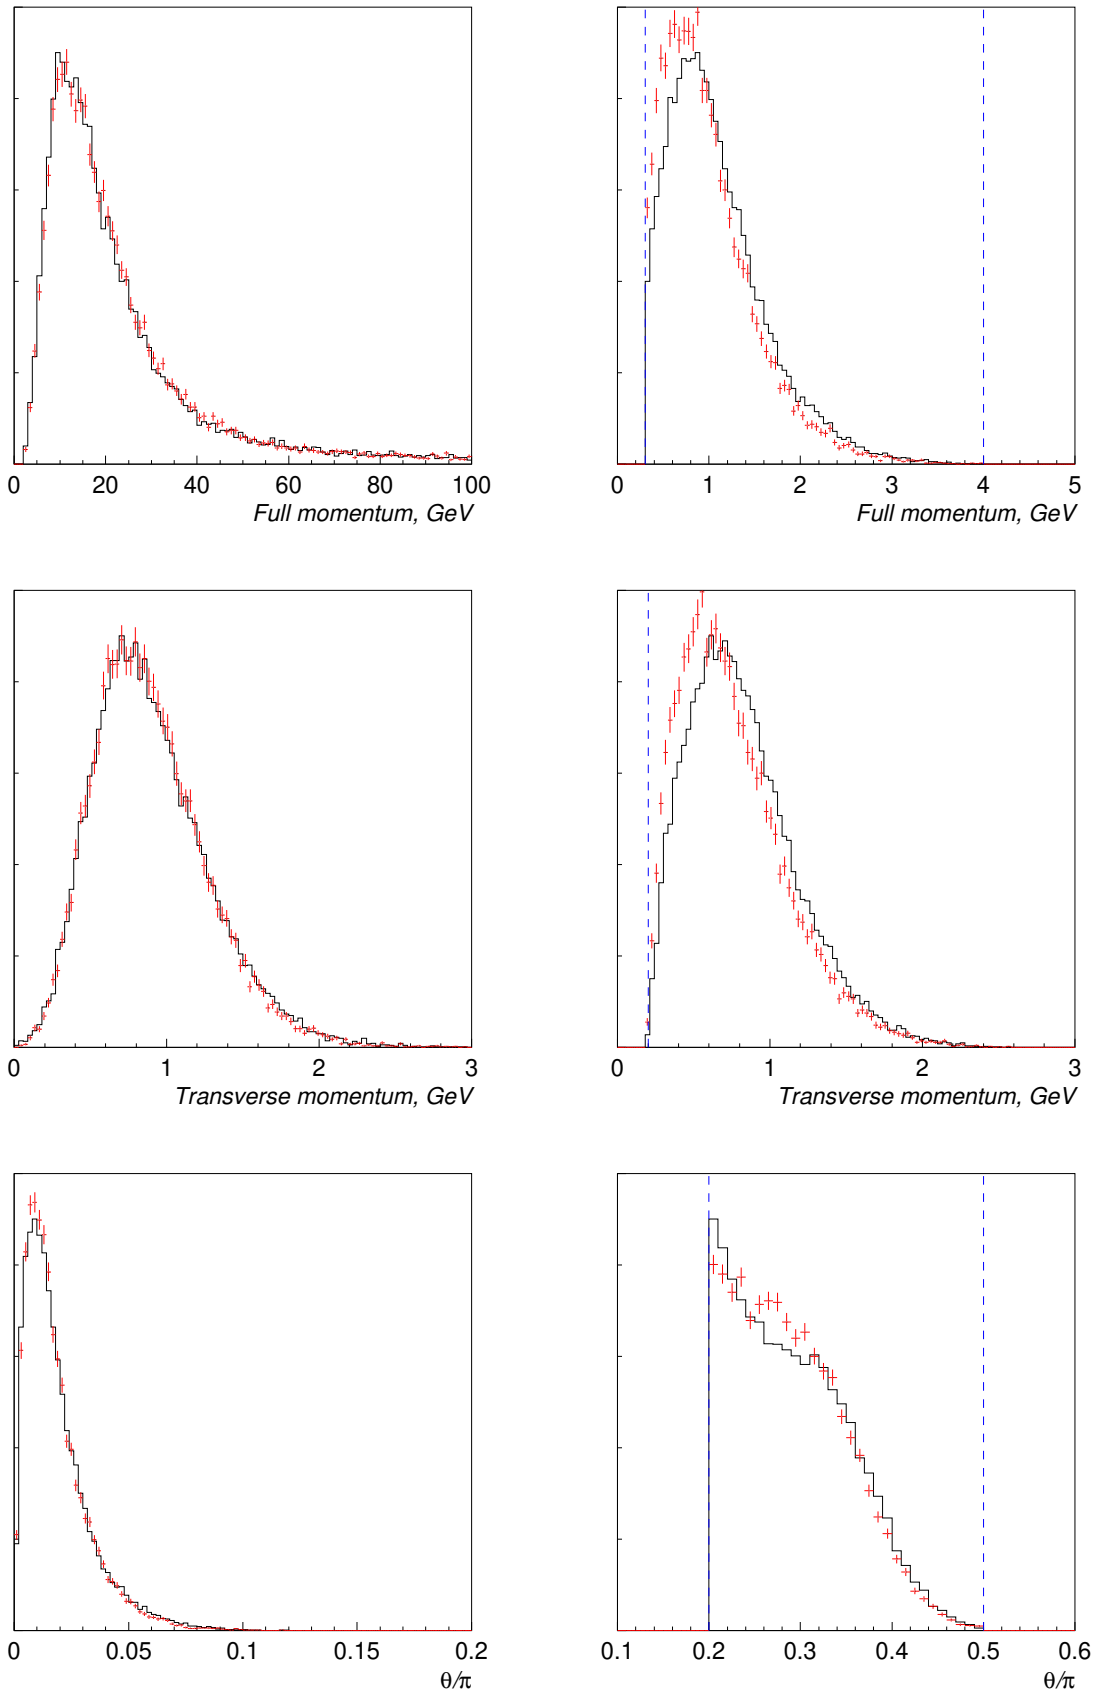 0 20 40 60 80 100
Full momentum, GeV
0 1 2 3 4 5
Full momentum, GeV
0 1 2 3
Transverse momentum, GeV
0 1 2 3
Transverse momentum, GeV
0 0.05 0.1 0.15 0.2
θ/π
0.1 0.2 0.3 0.4 0.5 0.6
θ/π